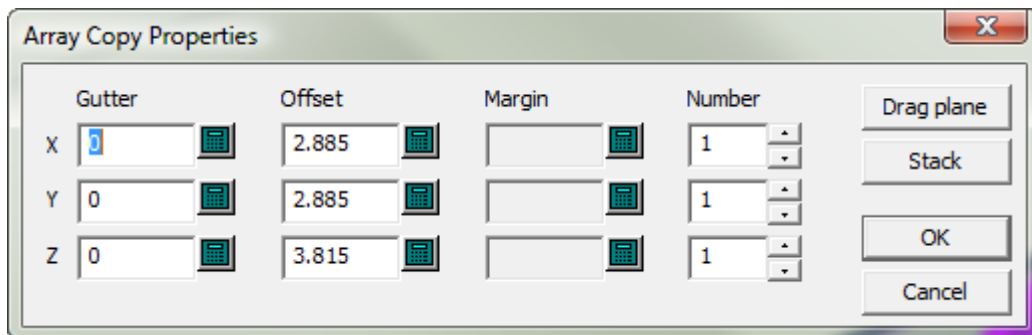 Array Copy Properties
Gutter Offset Margin Number
X 0 2.885 1
Y 0 2.885 1
Z 0 3.815 1
Drag plane
Stack
OK
Cancel